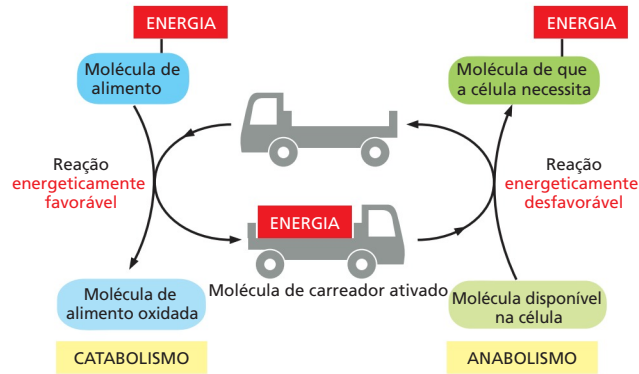 ENERGIA
Molécula de
alimento
Reação
energeticamente
favorável
Molécula de
alimento oxidada
CATABOLISMO
ENERGIA
Molécula de carreador ativado
ENERGIA
Molécula de que
a célula necessita
Reação
energeticamente
desfavorável
Molécula disponível
na célula
ANABOLISMO